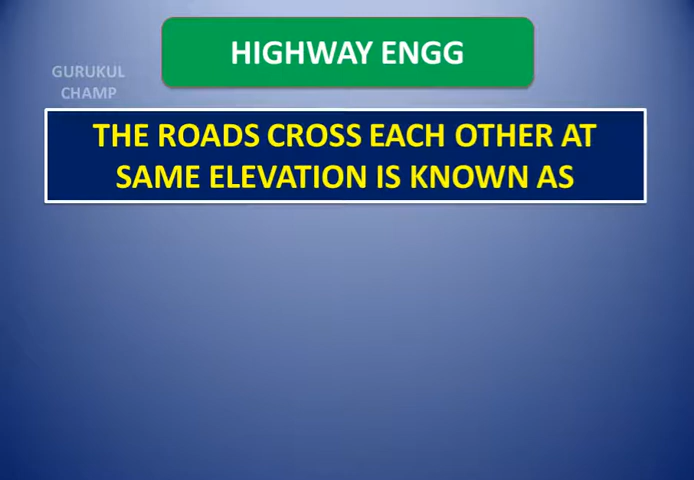 HIGHWAY ENGG
GURUKUL
CHAMP
THE ROADS CROSS EACH OTHER AT
SAME ELEVATION IS KNOWN AS